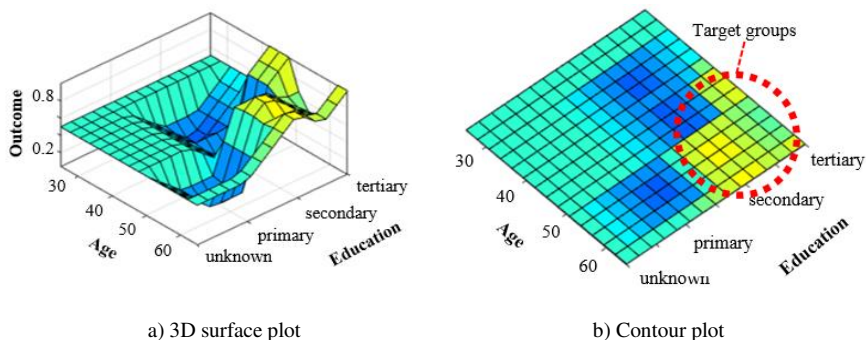 Outcome
0.8
0.2
30
40
50
60
Age
unknown
primary
secondary
tertiary
Education
a) 3D surface plot
Target groups
30
40
50
60
Age
unknown
primary
secondary
tertiary
Education
b) Contour plot